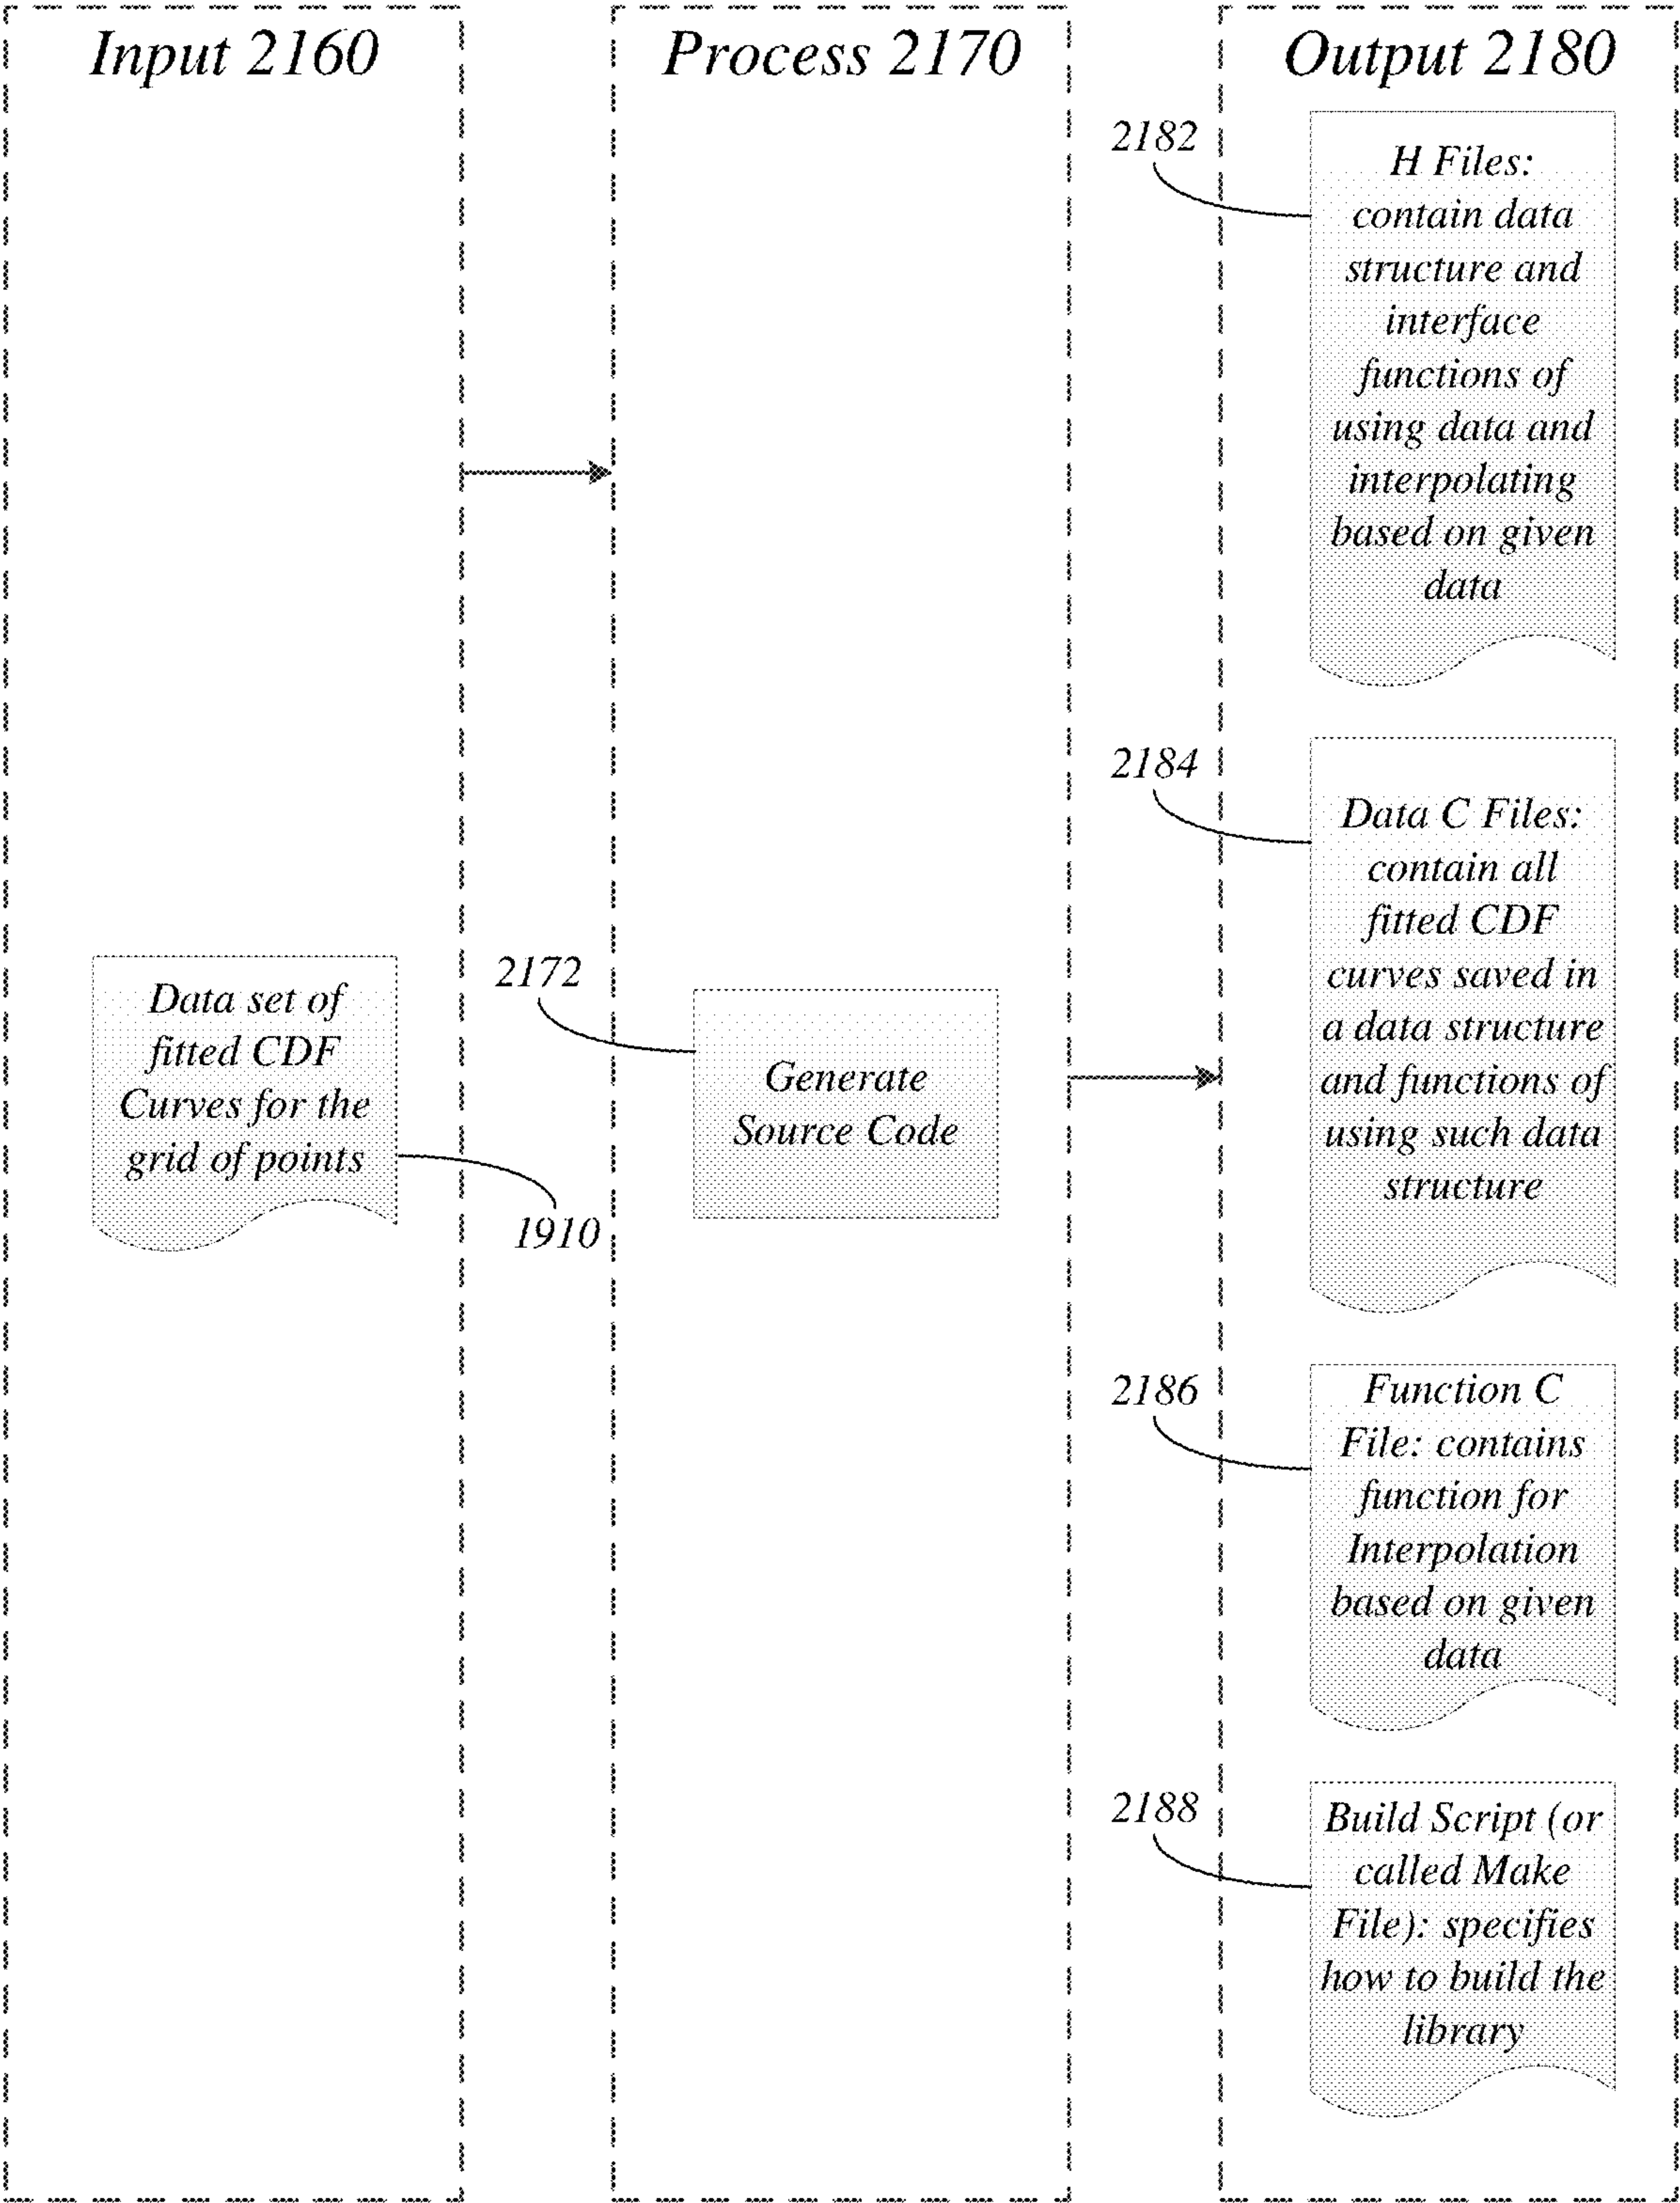 Input 2160
Data set of
fitted CDF
Curves for the
grid of points
1910
Process 2170
2172
Generate
Source Code
Output 2180
2182
H Files:
contain data
structure and
interface
functions of
using data and
interpolating
based on given
data
2184
Data C Files:
contain all
fitted CDF
curves saved in
a data structure
and functions of
using such data
structure
2186
Function C
File: contains
function for
Interpolation
based on given
data
2188
Build Script (or
called Make
File): specifies
how to build the
library